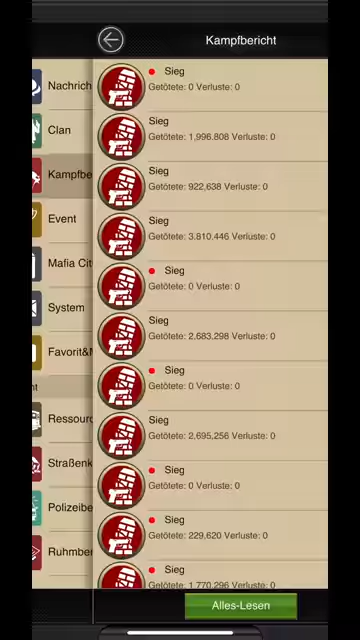 Kampfbericht
Nachrich
Clan
Kampfbe
Event
Mafia Cit
System
Favorit&M
nt
Ressourc
Straßenk
Polizeibe
Ruhmber
Sieg
Getötete: 0 Verluste: 0
Sieg
Getötete: 1,996.808 Verluste: 0
Sieg
Getötete: 922,638 Verluste: 0
Sieg
Getötete: 3.810.446 Verluste: 0
Sieg
Getötete: 0 Verluste: 0
Sieg
Getötete: 2,683.298 Verluste: 0
Sieg
Getötete: 0 Verluste: 0
Sieg
Getötete: 2,695,256 Verluste: 0
Sieg
Getötete: 0 Verluste: 0
Sieg
Getötete: 229,620 Verluste: 0
Sieg
Getötete: 1,770,296 Verluste: 0
Alles-Lesen